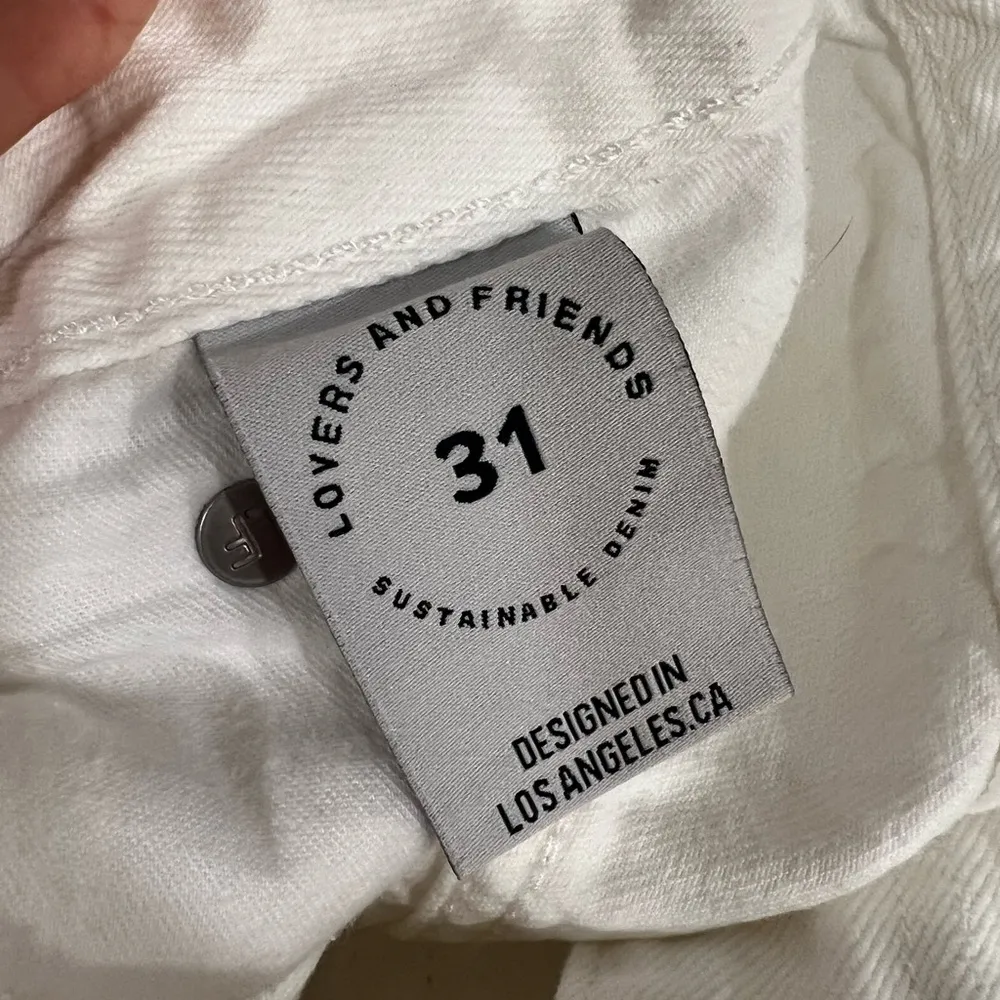 LOVERS AND FRIENDS
31
SUSTAINABLE DENIM
DESIGNED IN
LOS ANGELES.CA